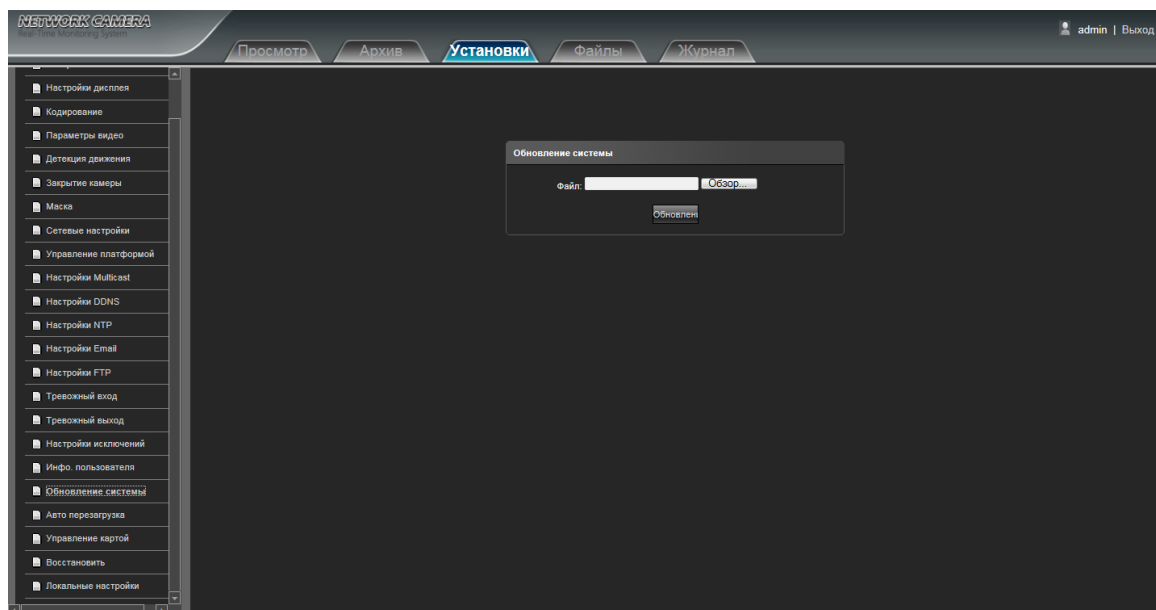 NETWORK CAMERA
Real-Time Monitoring System
admin | Выход
Просмотр Архив Установки Файлы Журнал
Настройки дисплея
Кодирование
Параметры видео
Детекция движения
Закрытие камеры
Маска
Сетевые настройки
Управление платформой
Настройки Multicast
Настройки DDNS
Настройки NTP
Настройки Email
Настройки FTP
Тревожный вход
Тревожный выход
Настройки исключений
Инфо. пользователя
Обновление системы
Авто перезагрузка
Управление картой
Восстановить
Локальные настройки
Обновление системы
Файл: Обзор...
Обновлени